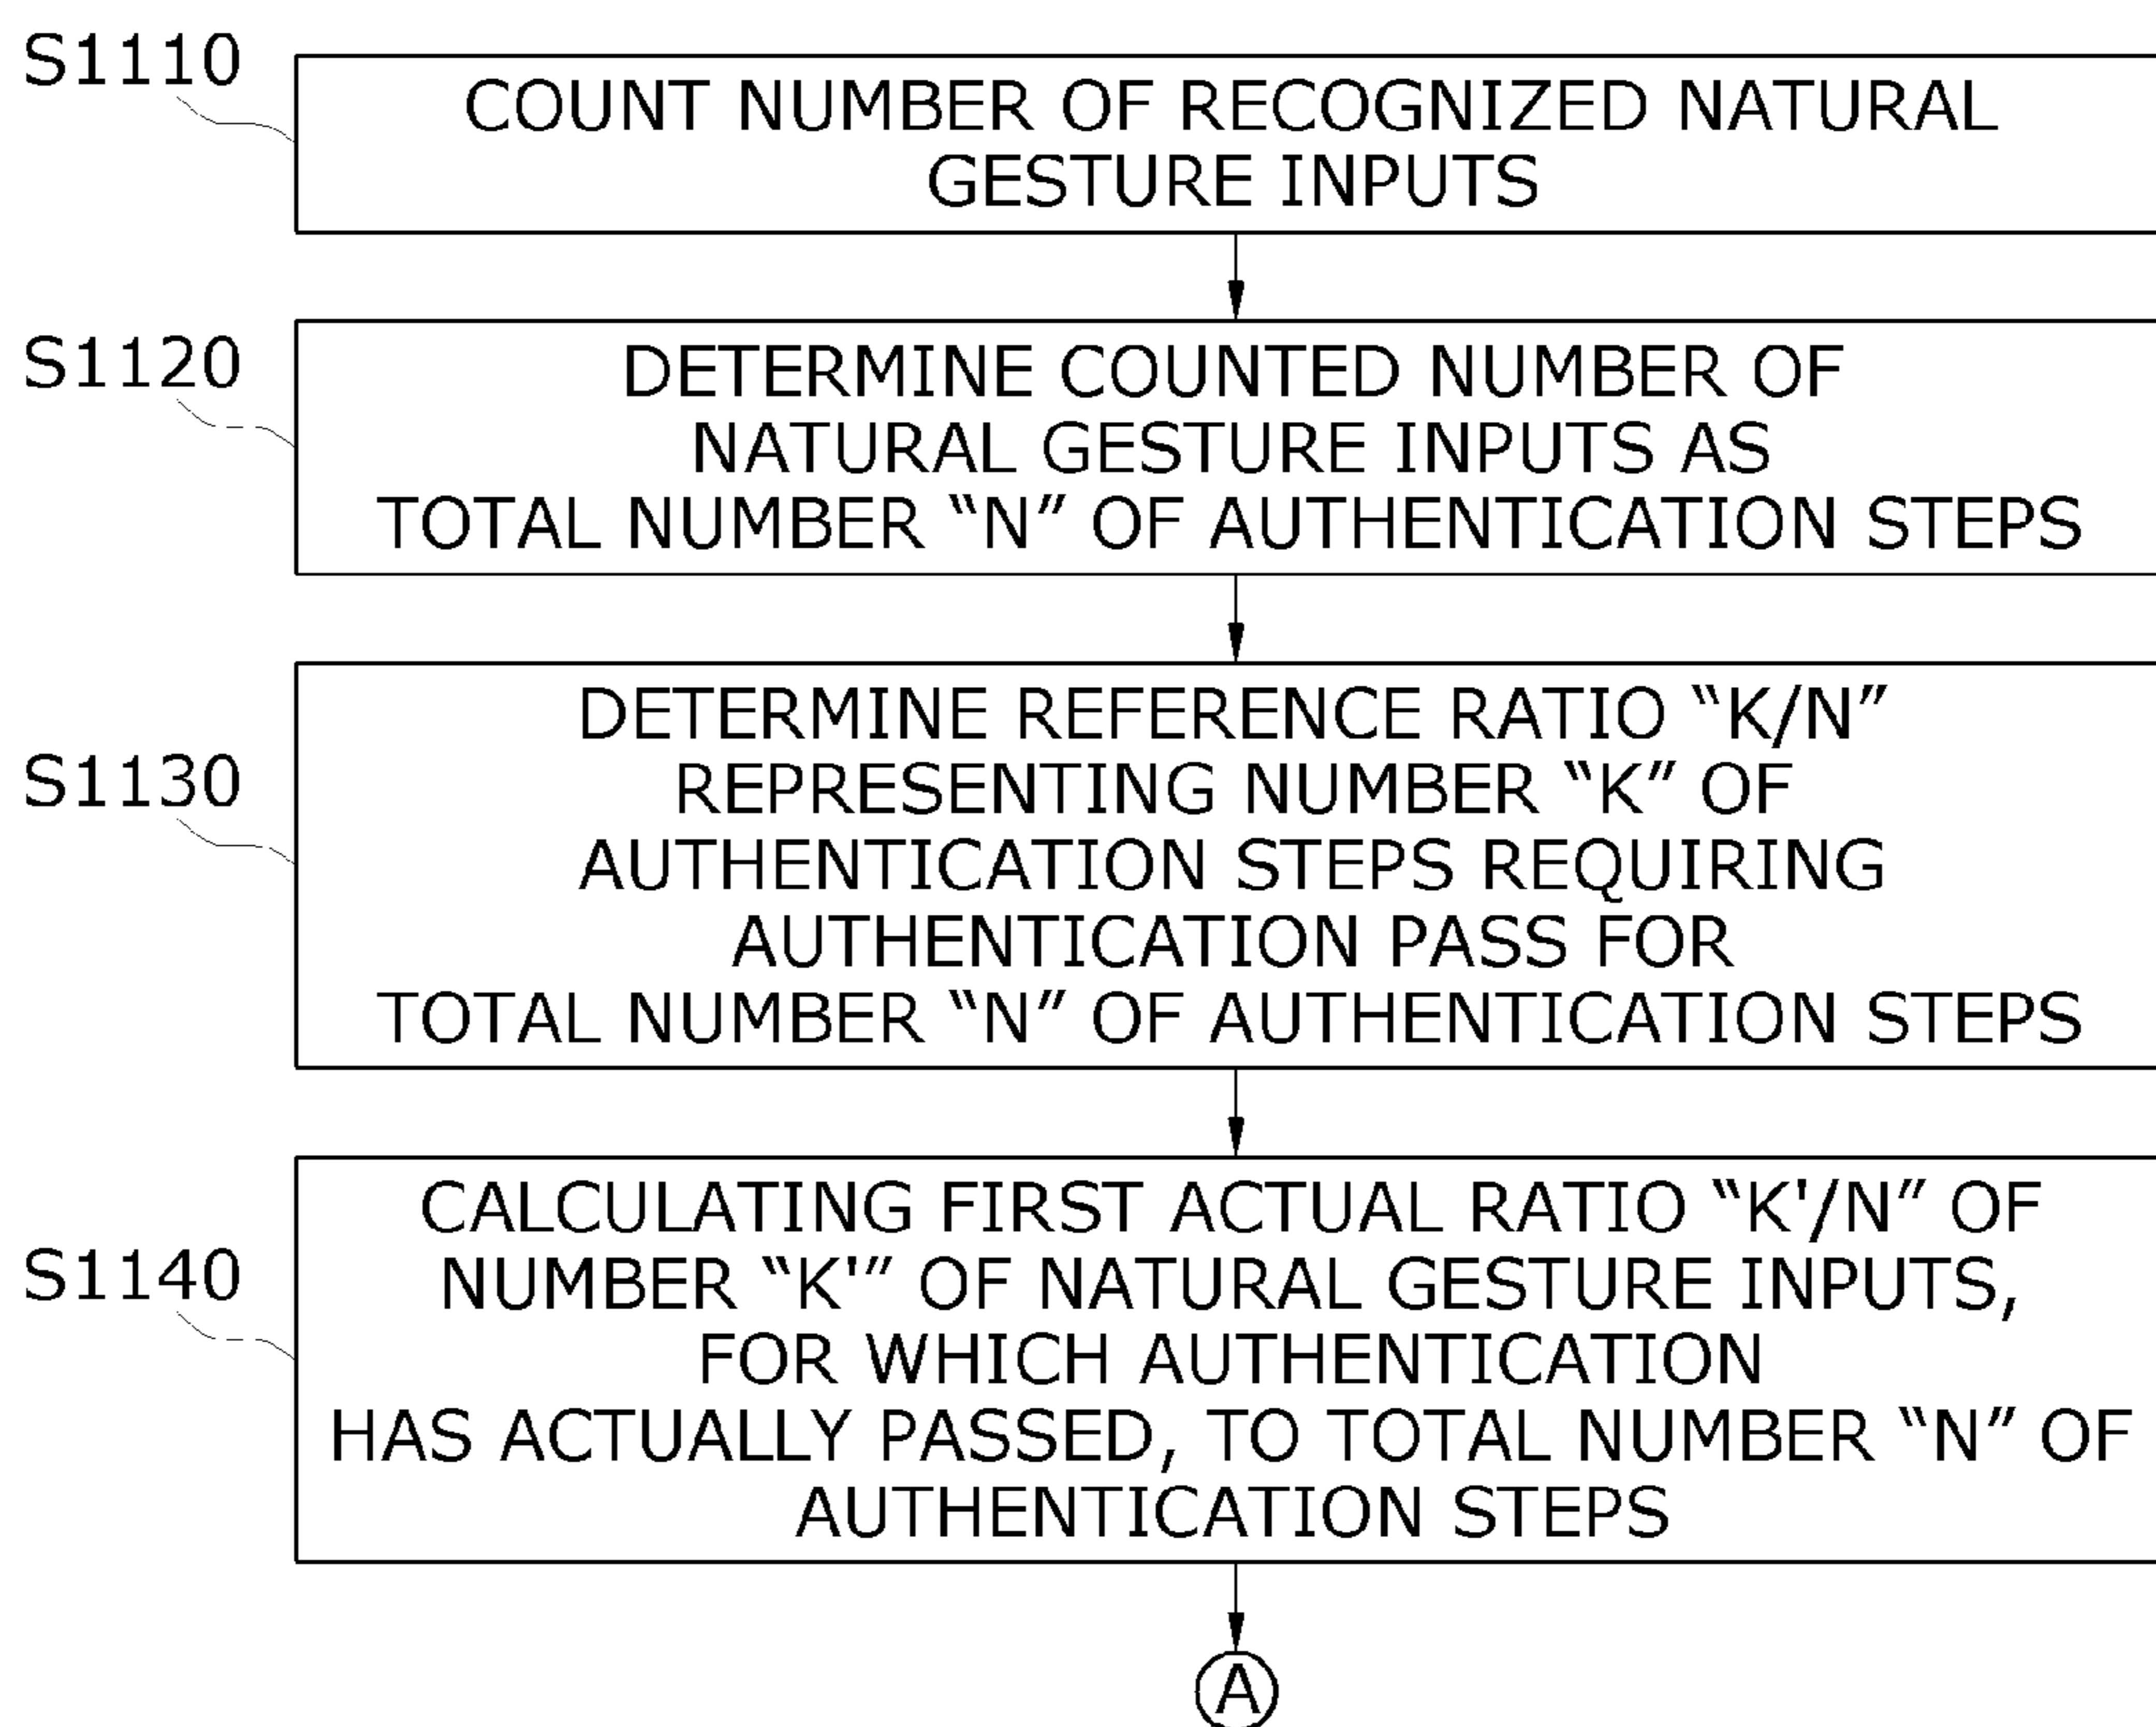 S1110
COUNT NUMBER OF RECOGNIZED NATURAL
GESTURE INPUTS
S1120
DETERMINE COUNTED NUMBER OF
NATURAL GESTURE INPUTS AS
TOTAL NUMBER “N” OF AUTHENTICATION STEPS
S1130
DETERMINE REFERENCE RATIO “K/N”
REPRESENTING NUMBER “K” OF
AUTHENTICATION STEPS REQUIRING
AUTHENTICATION PASS FOR
TOTAL NUMBER “N” OF AUTHENTICATION STEPS
S1140
CALCULATING FIRST ACTUAL RATIO “K'/N” OF
NUMBER “K'” OF NATURAL GESTURE INPUTS,
FOR WHICH AUTHENTICATION
HAS ACTUALLY PASSED, TO TOTAL NUMBER “N” OF
AUTHENTICATION STEPS
A